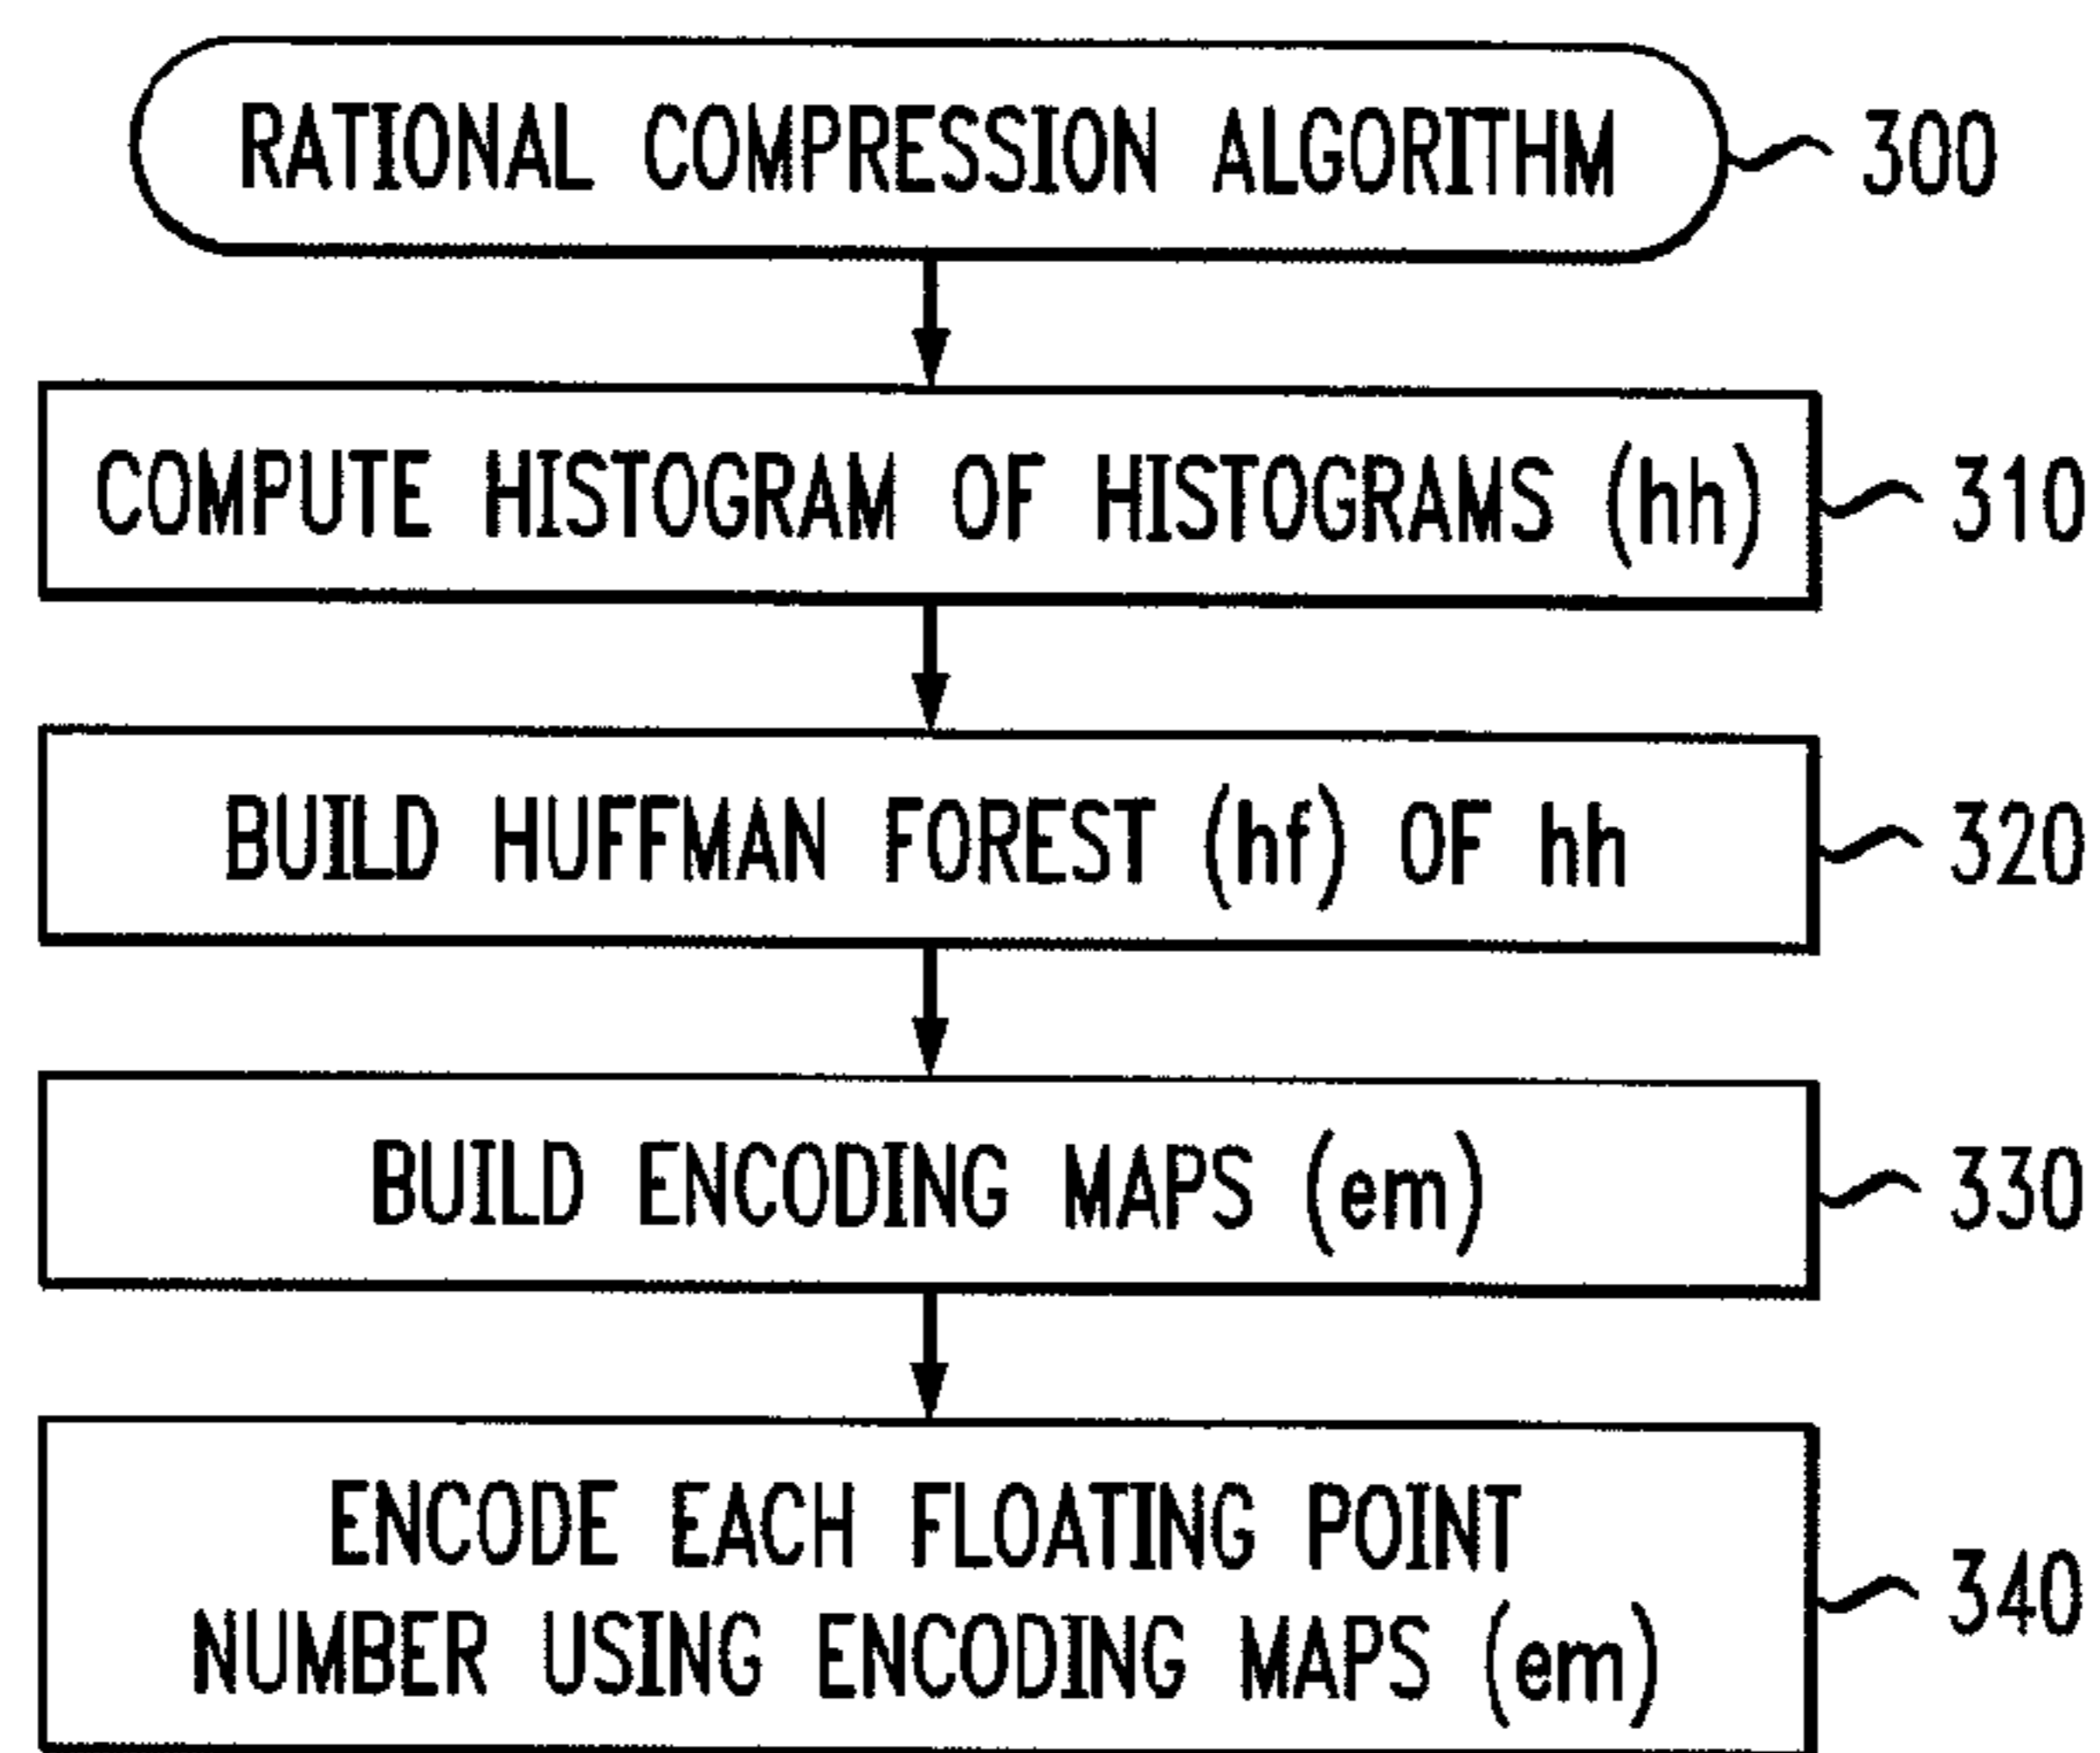 RATIONAL COMPRESSION ALGORITHM 300
COMPUTE HISTOGRAM OF HISTOGRAMS (hh) 310
BUILD HUFFMAN FOREST (hf) OF hh 320
BUILD ENCODING MAPS (em) 330
ENCODE EACH FLOATING POINT
NUMBER USING ENCODING MAPS (em) 340